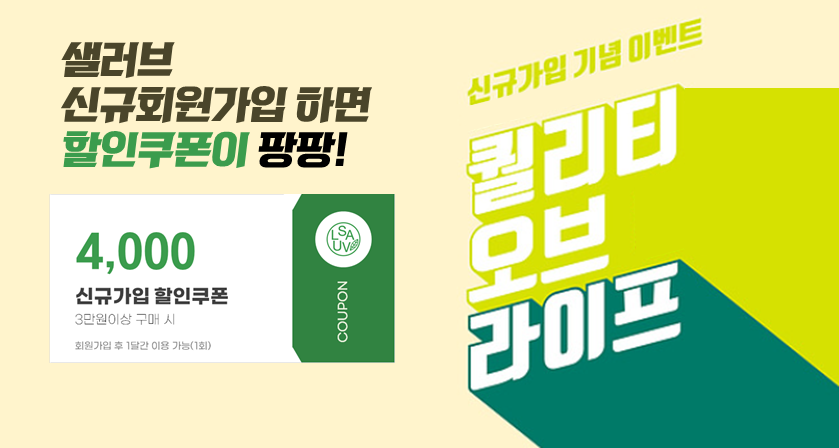 샐러브
신규회원가입 하면
할인쿠폰이 팡팡!
4,000
신규가입 할인쿠폰
3만원이상 구매 시
회원가입 후 1달간 이용 가능(1회)
LSA
UV
COUPON
신규가입 기념 이벤트
퀄리티
오브
라이프